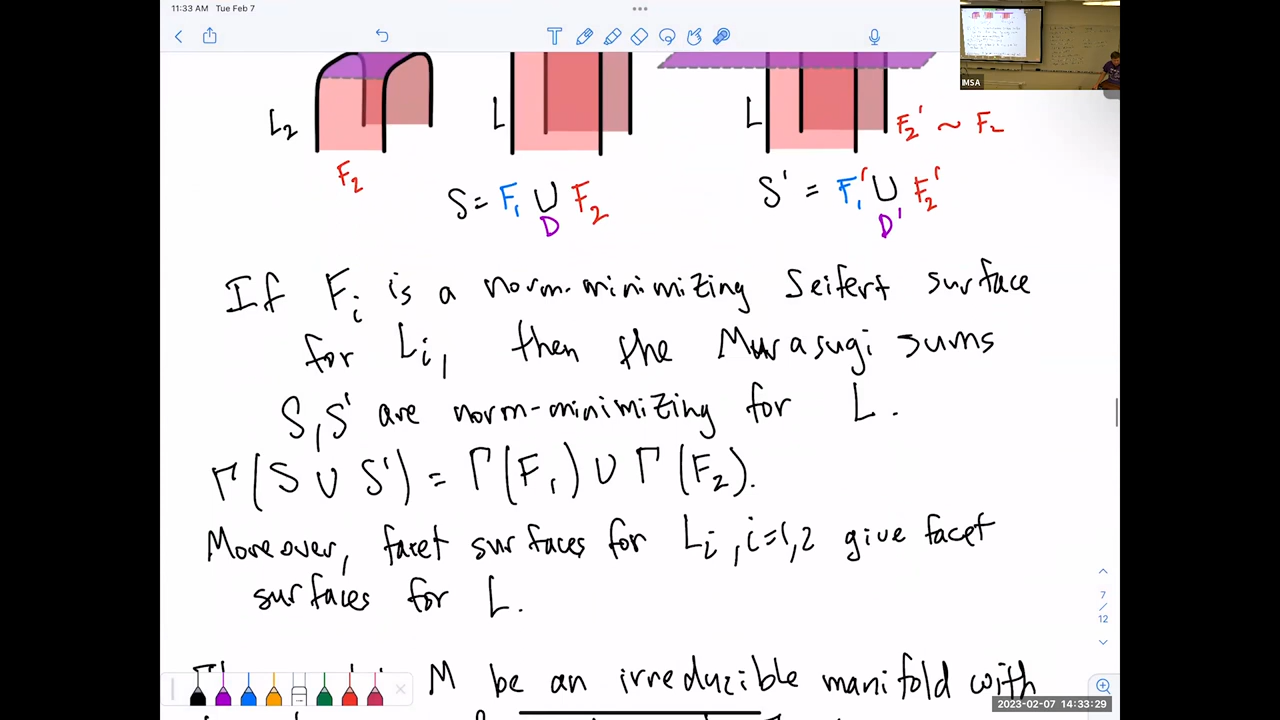 11:33 AM Tue Feb 7
IMSA
L₂
L
L
F₂' ~ F₂
F₂
S = F₁ ∪ F₂
D
S' = F₁' ∪ F₂'
D'
If Fᵢ is a norm-minimizing Seifert surface
for Lᵢ, then the Murasugi sums
S, S' are norm-minimizing for L.
Γ(S ∪ S') = Γ(F₁) ∪ Γ(F₂).
Moreover, facet surfaces for Lᵢ, i=1,2 give facet
surfaces for L.
M be an irreduzible manifold with
7
/
12
2023-02-07 14:33:29